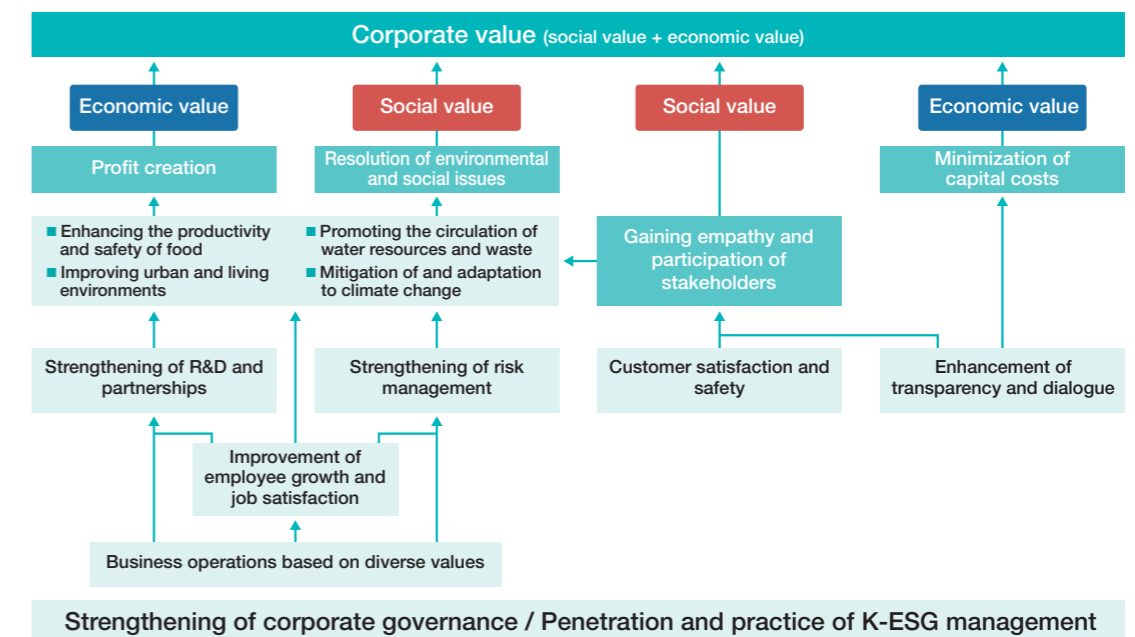 Corporate value (social value + economic value)
Economic value
Social value
Social value
Economic value
Profit creation
Resolution of environmental
and social issues
Minimization of
capital costs
■ Enhancing the productivity
and safety of food
■ Improving urban and living
environments
■ Promoting the circulation of
water resources and waste
■ Mitigation of and adaptation
to climate change
Gaining empathy and
participation of
stakeholders
Strengthening of R&D and
partnerships
Strengthening of risk
management
Customer satisfaction and
safety
Enhancement of
transparency and dialogue
Improvement of
employee growth and
job satisfaction
Business operations based on diverse values
Strengthening of corporate governance / Penetration and practice of K-ESG management